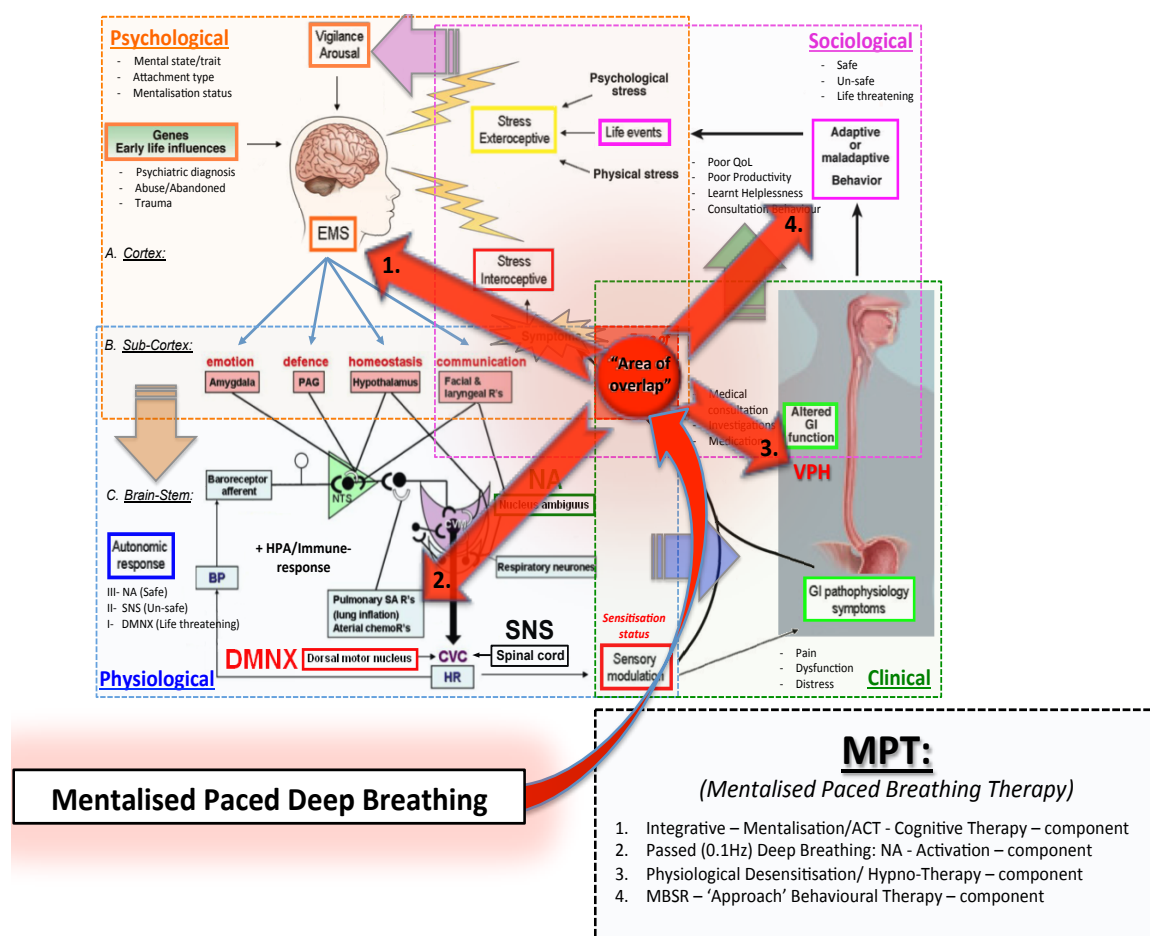 Psychological
- Mental state/trait
- Attachment type
- Mentalisation status
Vigilance
Arousal
Genes
Early life influences
- Psychiatric diagnosis
- Abuse/Abandoned
- Trauma
EMS
A. Cortex:
Sociological
- Safe
- Un-safe
- Life threatening
Psychological
stress
Stress
Exteroceptive
Life events
Physical stress
Adaptive
or
maladaptive
Behavior
- Poor QoL
- Poor Productivity
- Learnt Helplessness
- Consultation Behaviour
Stress
Interoceptive
1.
4.
B. Sub-Cortex:
emotion
defence
homeostasis
communication
Amygdala
PAG
Hypothalamus
Facial &
laryngeal R's
Symptoms
"Area of
overlap"
- Medical
consultation
- Investigations
- Medication
3.
Altered
GI
function
VPH
C. Brain-Stem:
Baroreceptor
afferent
NTS
NA
Nucleus ambiguus
Autonomic
response
+ HPA/Immune-
response
BP
III- NA (Safe)
II- SNS (Un-safe)
I- DMNX (Life threatening)
2.
Respiratory neurones
Pulmonary SA R's
(lung inflation)
Aterial chemoR's
SNS
Spinal cord
DMNX
Dorsal motor nucleus
CVC
HR
Physiological
Sensitisation
status
Sensory
modulation
GI pathophysiology
symptoms
- Pain
- Dysfunction
- Distress
Clinical
Mentalised Paced Deep Breathing
MPT:
(Mentalised Paced Breathing Therapy)
1. Integrative – Mentalisation/ACT - Cognitive Therapy – component
2. Passed (0.1Hz) Deep Breathing: NA - Activation – component
3. Physiological Desensitisation/ Hypno-Therapy – component
4. MBSR – 'Approach' Behavioural Therapy – component